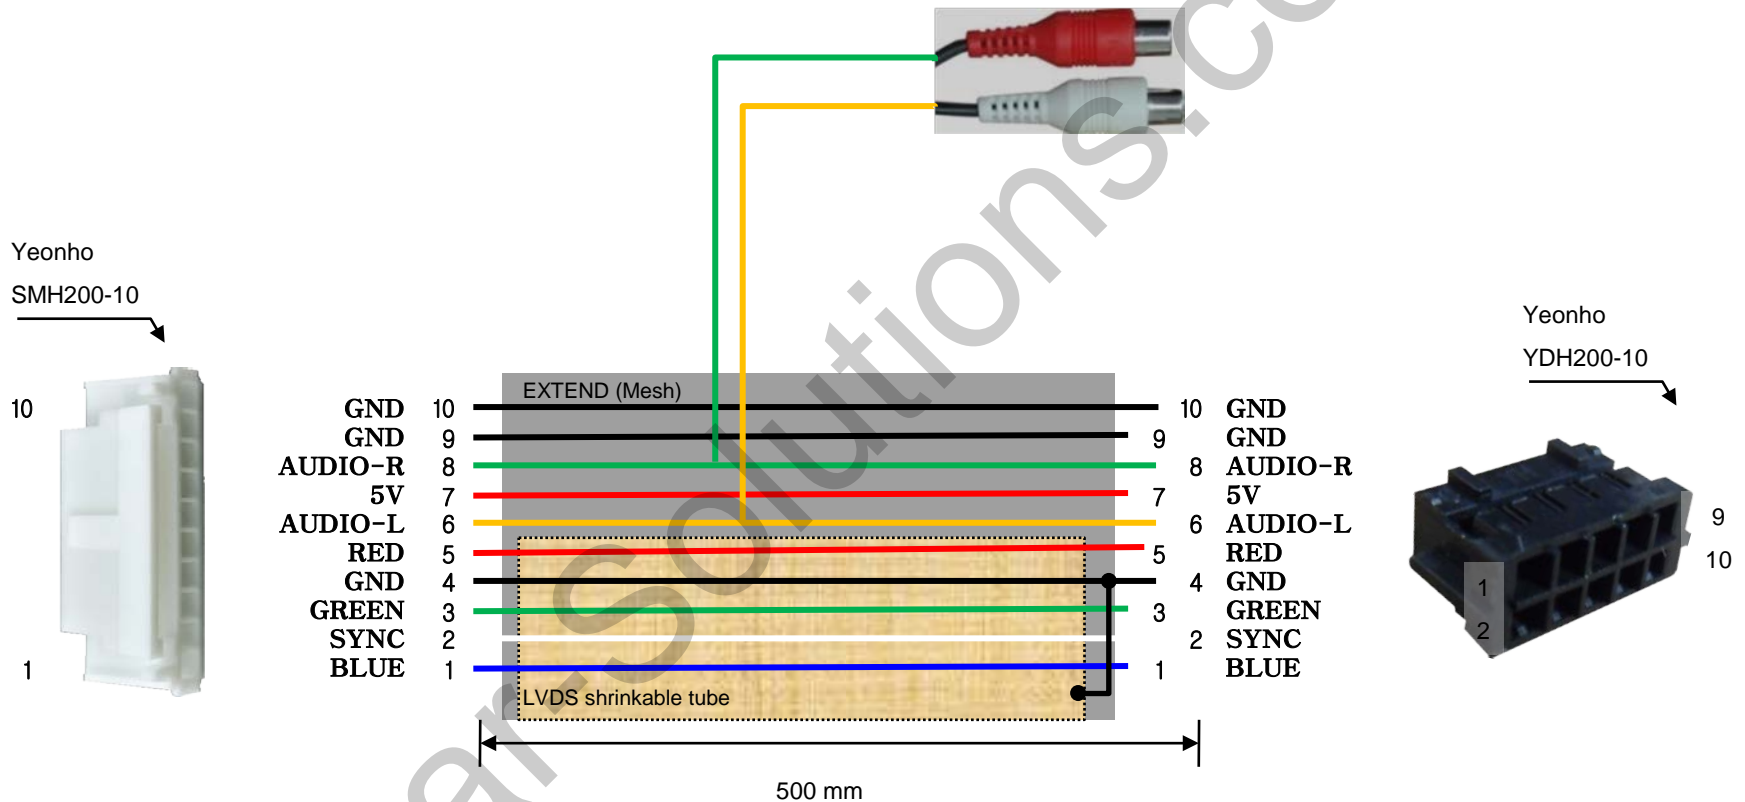 Yeonho
SMH200-10
10
1
EXTEND (Mesh)
GND 10 10 GND
GND 9 9 GND
AUDIO-R 8 8 AUDIO-R
5V 7 7 5V
AUDIO-L 6 6 AUDIO-L
RED 5 5 RED
GND 4 4 GND
GREEN 3 3 GREEN
SYNC 2 2 SYNC
BLUE 1 1 BLUE
LVDS shrinkable tube
500 mm
Yeonho
YDH200-10
9
10
1
2
ar-Solutions.co